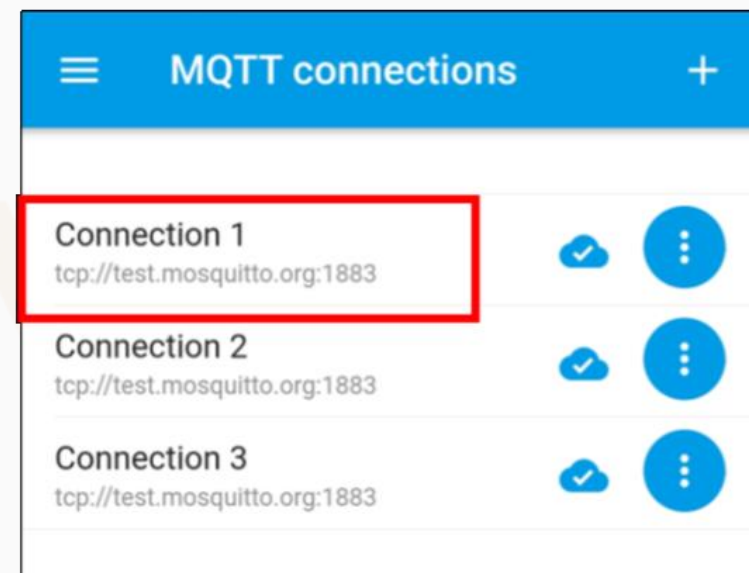 MQTT connections
Connection 1
tcp://test.mosquitto.org:1883
Connection 2
tcp://test.mosquitto.org:1883
Connection 3
tcp://test.mosquitto.org:1883